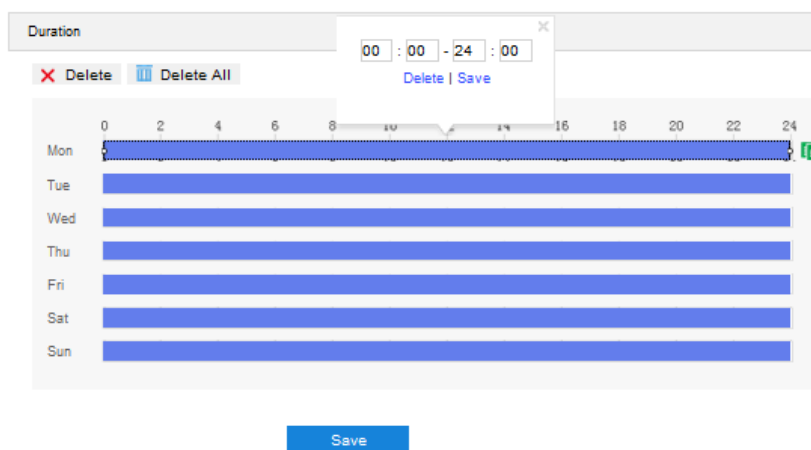 Duration
00 : 00 - 24 : 00
Delete | Save
Delete Delete All
0 2 4 6 8 10 12 14 16 18 20 22 24
Mon
Tue
Wed
Thu
Fri
Sat
Sun
Save